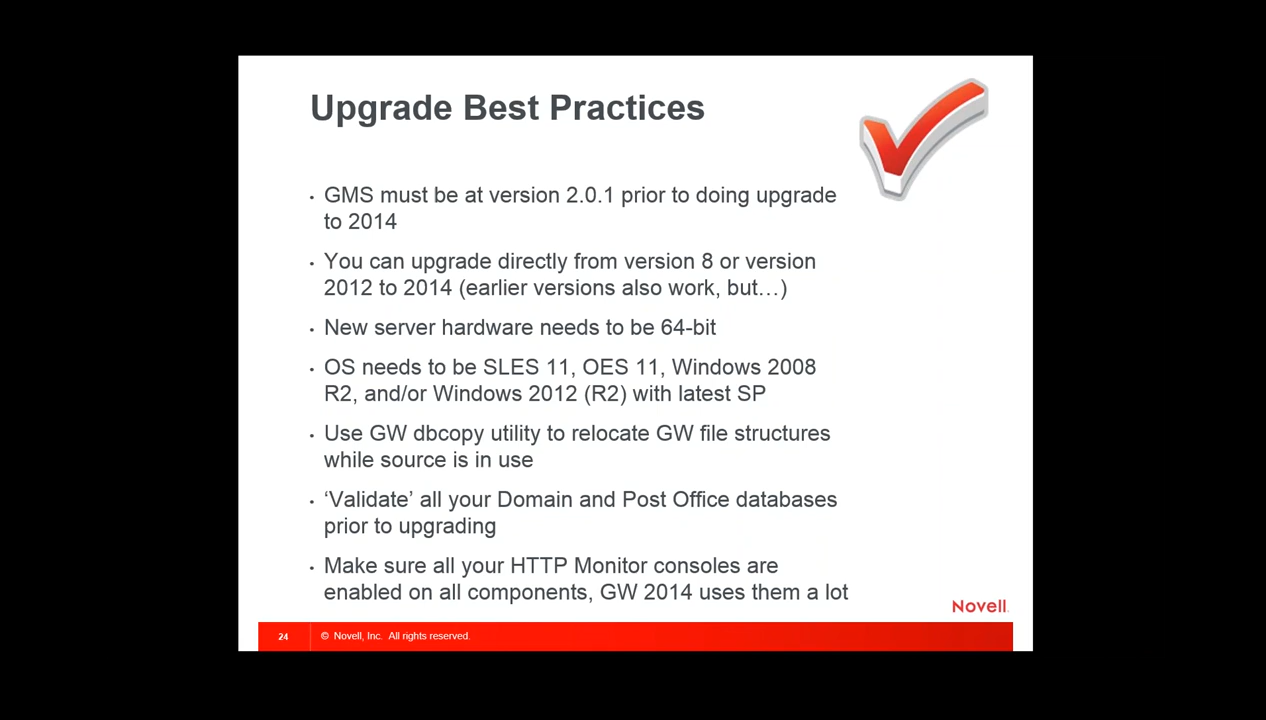 Upgrade Best Practices
• GMS must be at version 2.0.1 prior to doing upgrade
to 2014
• You can upgrade directly from version 8 or version
2012 to 2014 (earlier versions also work, but…)
• New server hardware needs to be 64-bit
• OS needs to be SLES 11, OES 11, Windows 2008
R2, and/or Windows 2012 (R2) with latest SP
• Use GW dbcopy utility to relocate GW file structures
while source is in use
• ‘Validate’ all your Domain and Post Office databases
prior to upgrading
• Make sure all your HTTP Monitor consoles are
enabled on all components, GW 2014 uses them a lot
Novell.
24 © Novell, Inc. All rights reserved.